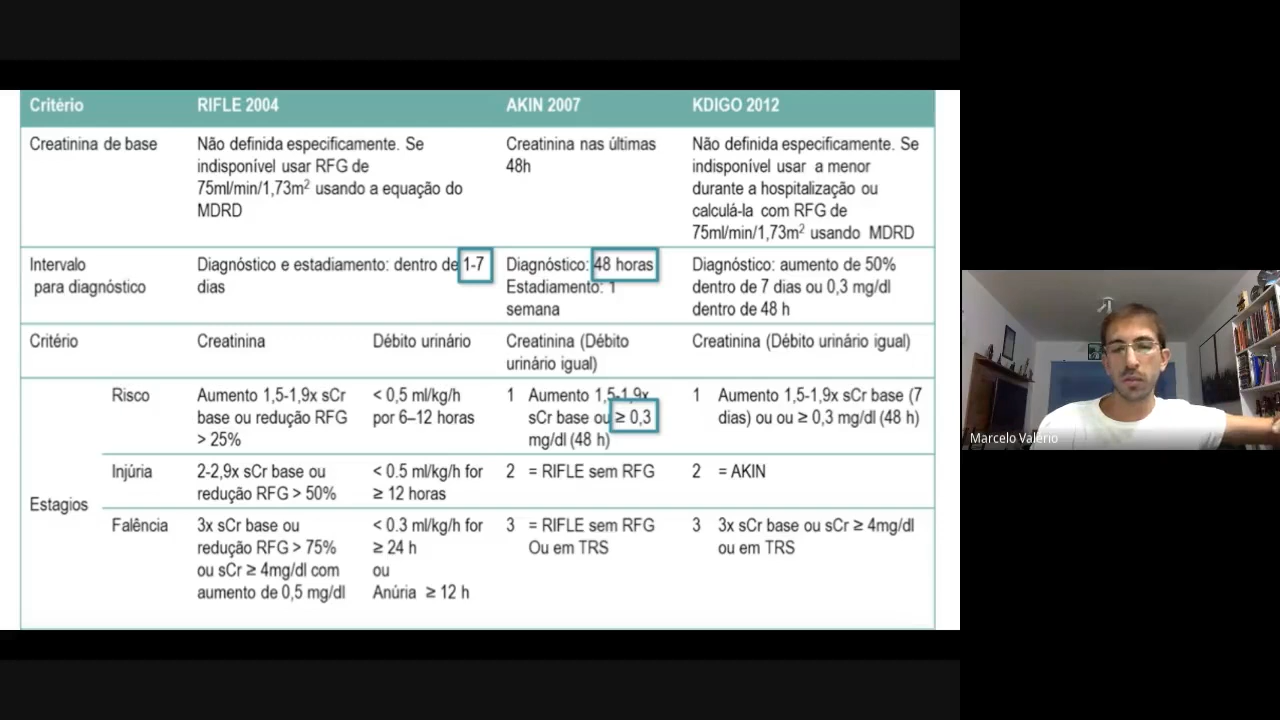 Critério RIFLE 2004 AKIN 2007 KDIGO 2012
Creatinina de base
Não definida especificamente. Se
indisponível usar RFG de
75ml/min/1,73m² usando a equação do
MDRD
Creatinina nas últimas
48h
Não definida especificamente. Se
indisponível usar a menor
durante a hospitalização ou
calculá-la com RFG de
75ml/min/1,73m² usando MDRD
Intervalo
para diagnóstico
Diagnóstico e estadiamento: dentro de 1-7
dias
Diagnóstico: 48 horas
Estadiamento: 1
semana
Diagnóstico: aumento de 50%
dentro de 7 dias ou 0,3 mg/dl
dentro de 48 h
Critério
Creatinina
Débito urinário
Creatinina (Débito
urinário igual)
Creatinina (Débito urinário igual)
Estagios
Risco
Aumento 1,5-1,9x sCr
base ou redução RFG
> 25%
< 0,5 ml/kg/h
por 6–12 horas
1 Aumento 1,5-1,9x
sCr base ou ≥ 0,3
mg/dl (48 h)
1 Aumento 1,5-1,9x sCr base (7
dias) ou ou ≥ 0,3 mg/dl (48 h)
Injúria
2-2,9x sCr base ou
redução RFG > 50%
< 0.5 ml/kg/h for
≥ 12 horas
2 = RIFLE sem RFG
2 = AKIN
Falência
3x sCr base ou
redução RFG > 75%
ou sCr ≥ 4mg/dl com
aumento de 0,5 mg/dl
< 0.3 ml/kg/h for
≥ 24 h
ou
Anúria ≥ 12 h
3 = RIFLE sem RFG
Ou em TRS
3 3x sCr base ou sCr ≥ 4mg/dl
ou em TRS
Marcelo Valério